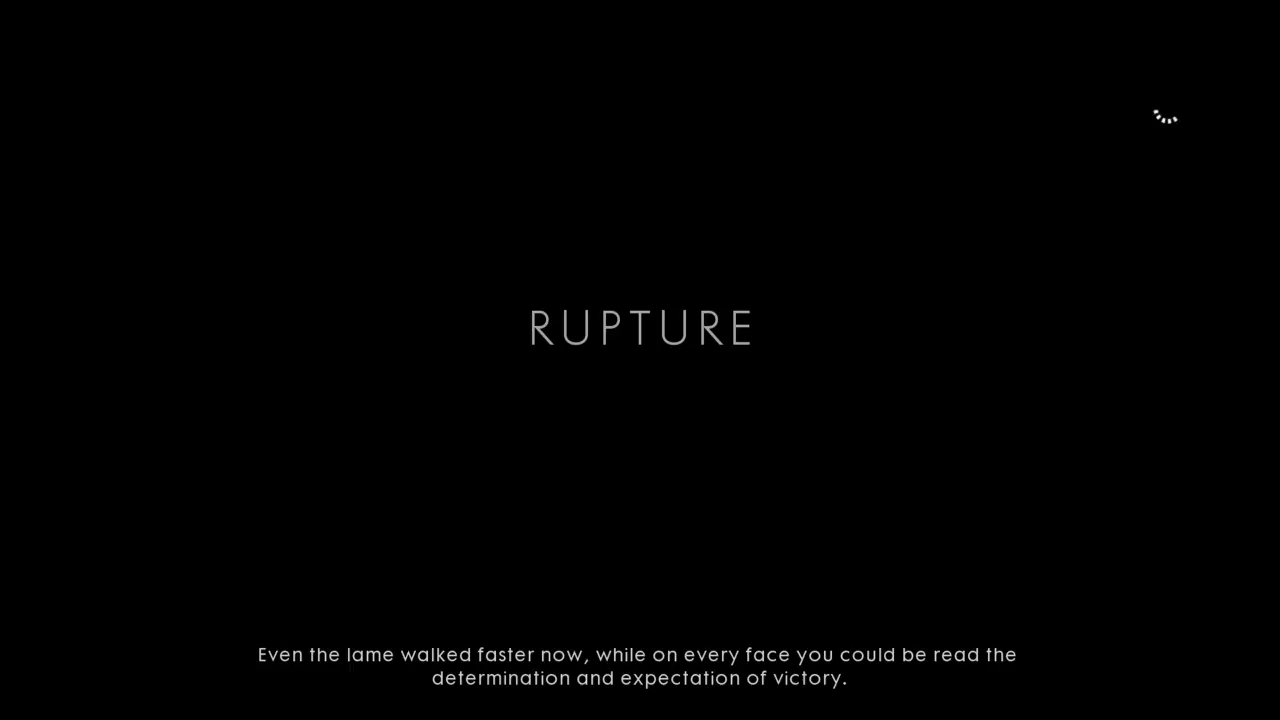 RUPTURE
Even the lame walked faster now, while on every face you could be read the
determination and expectation of victory.